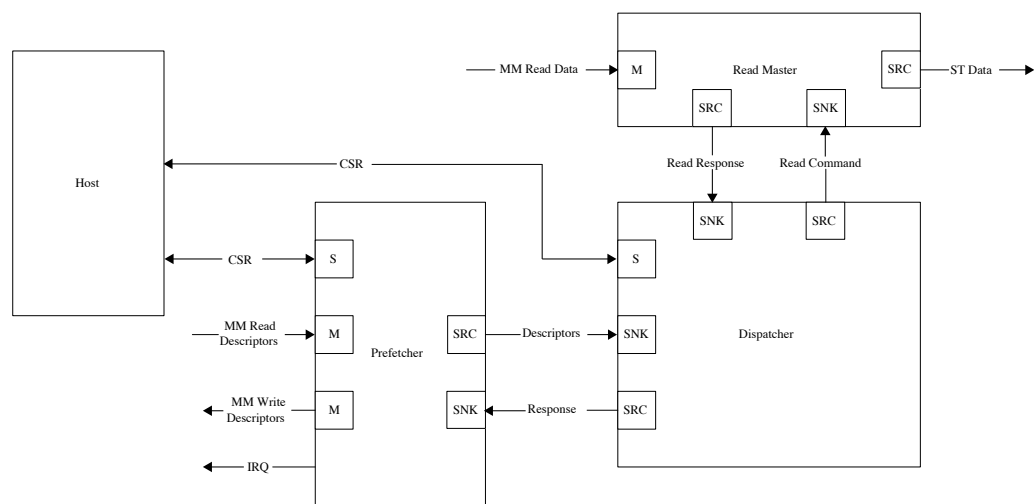 MM Read Data
M
Read Master
SRC
ST Data
SRC
SNK
Read Response
Read Command
Host
CSR
SNK
SRC
CSR
S
S
MM Read
Descriptors
M
SRC
Descriptors
SNK
Dispatcher
Prefetcher
MM Write
Descriptors
M
SNK
Response
SRC
IRQ